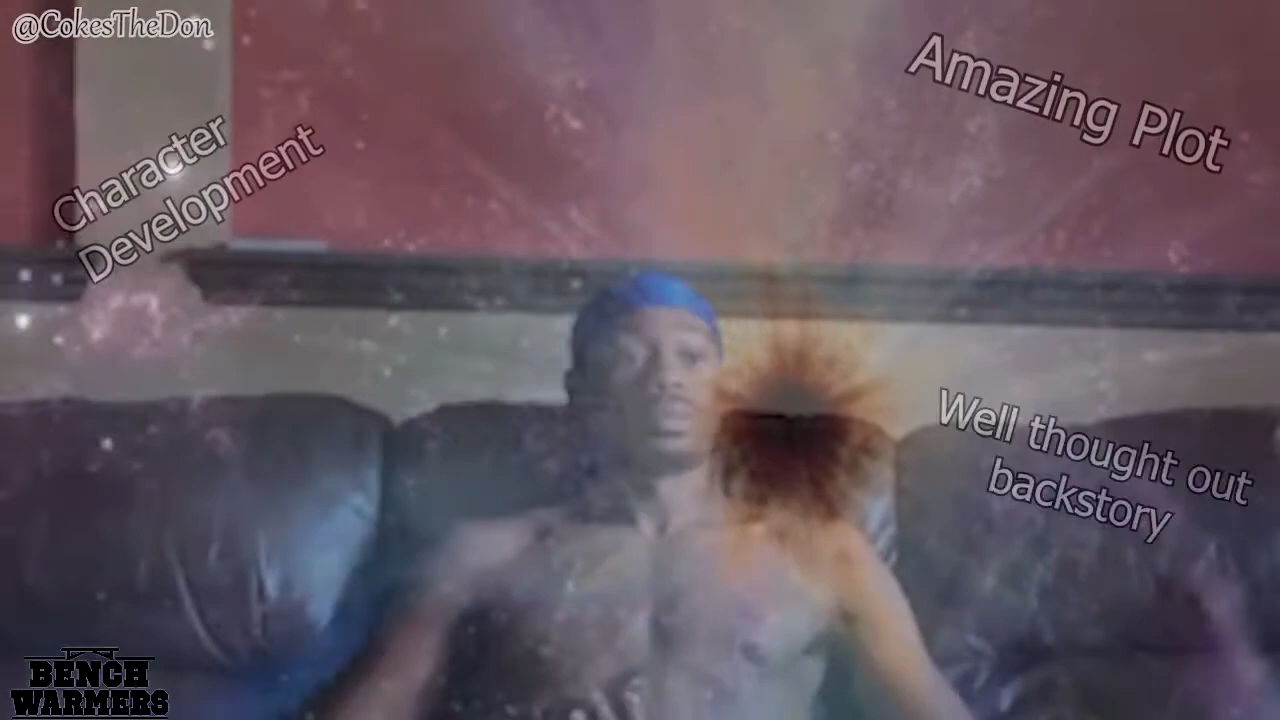 @CokesTheDon
Amazing Plot
Character
Development
Well thought out
backstory
BENCH
WARMERS